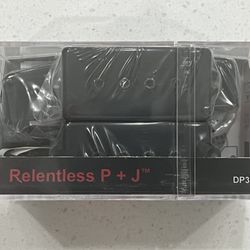 Relentless P + J™
DP3